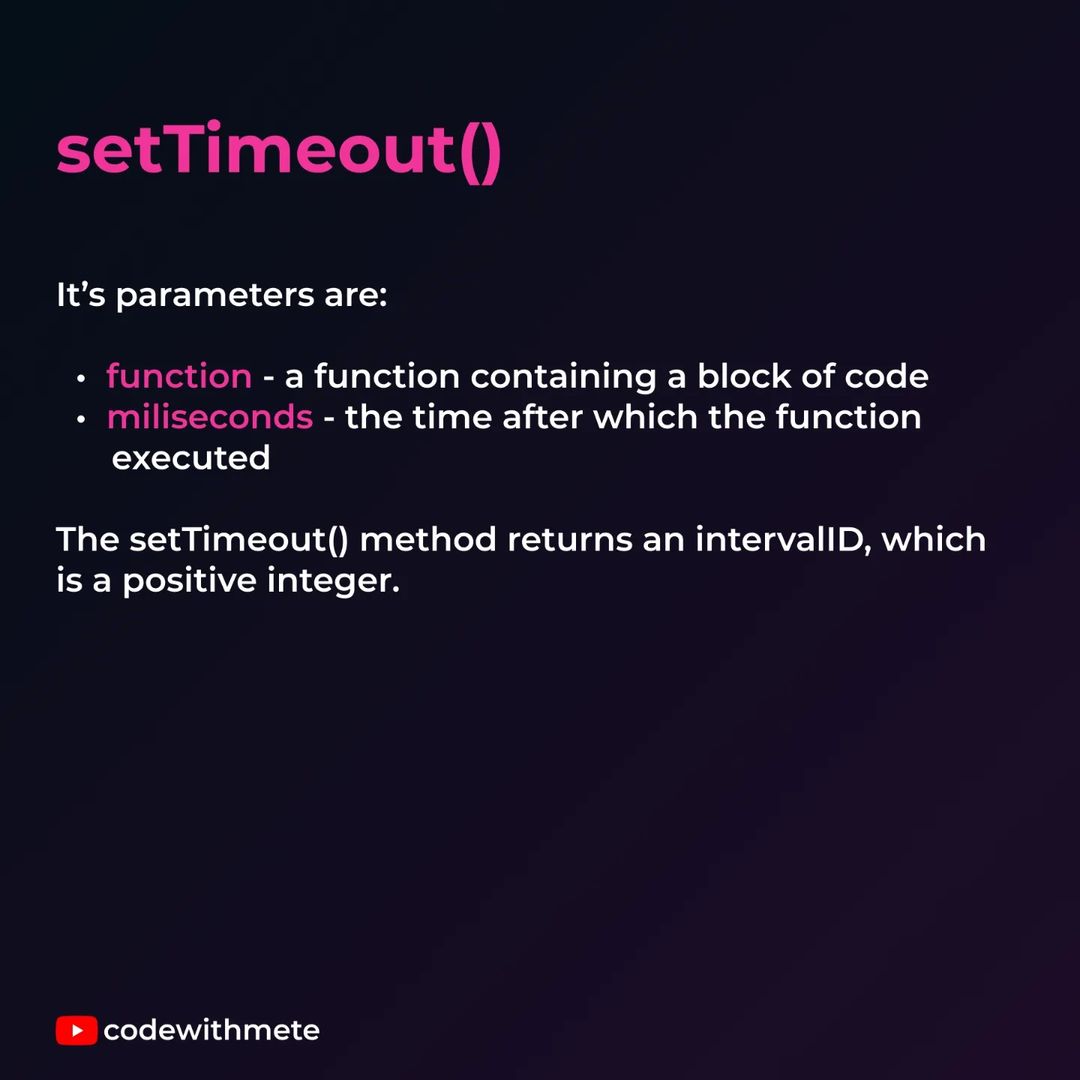 setTimeout()
It’s parameters are:
• function - a function containing a block of code
• miliseconds - the time after which the function
executed
The setTimeout() method returns an intervalID, which
is a positive integer.
codewithmete